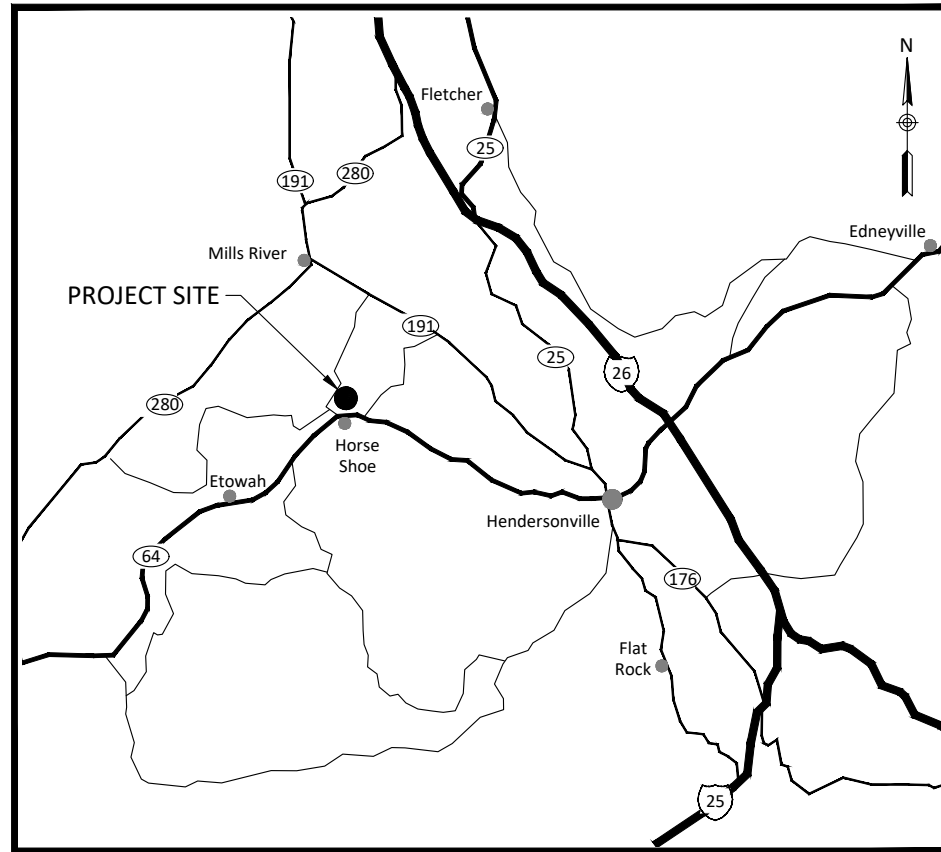 N
Fletcher
25
280
191
Edneyville
Mills River
PROJECT SITE
191
25
26
280
Horse
Shoe
Etowah
Hendersonville
64
176
Flat
Rock
25